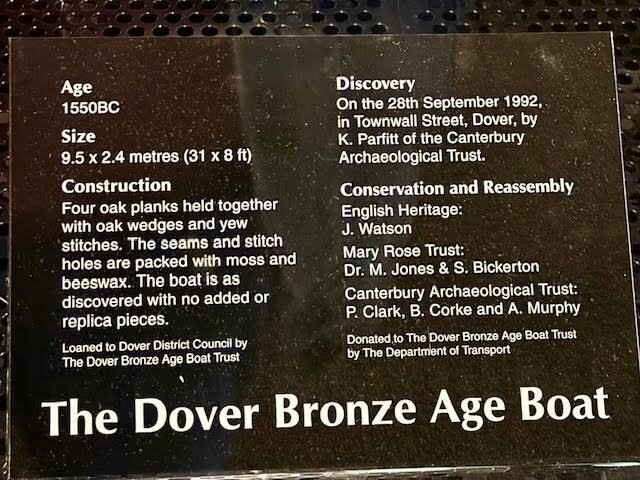 Age
1550BC
Size
9.5 x 2.4 metres (31 x 8 ft)
Construction
Four oak planks held together
with oak wedges and yew
stitches. The seams and stitch
holes are packed with moss and
beeswax. The boat is as
discovered with no added or
replica pieces.
Loaned to Dover District Council by
The Dover Bronze Age Boat Trust
Discovery
On the 28th September 1992,
in Townwall Street, Dover, by
K. Parfitt of the Canterbury
Archaeological Trust.
Conservation and Reassembly
English Heritage:
J. Watson
Mary Rose Trust:
Dr. M. Jones & S. Bickerton
Canterbury Archaeological Trust:
P. Clark, B. Corke and A. Murphy
Donated to The Dover Bronze Age Boat Trust
by The Department of Transport
The Dover Bronze Age Boat